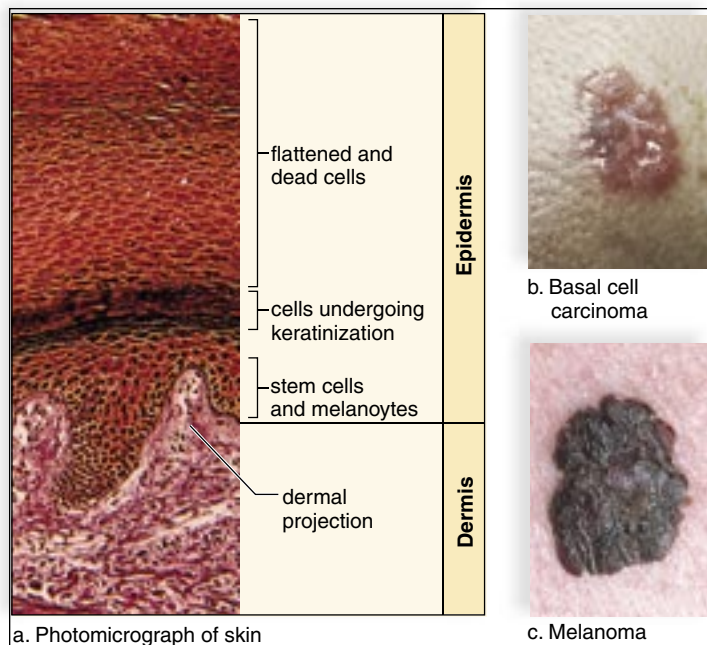 flattened and
dead cells
cells undergoing
keratinization
stem cells
and melanoytes
dermal
projection
Epidermis
Dermis
a. Photomicrograph of skin
b. Basal cell
carcinoma
c. Melanoma